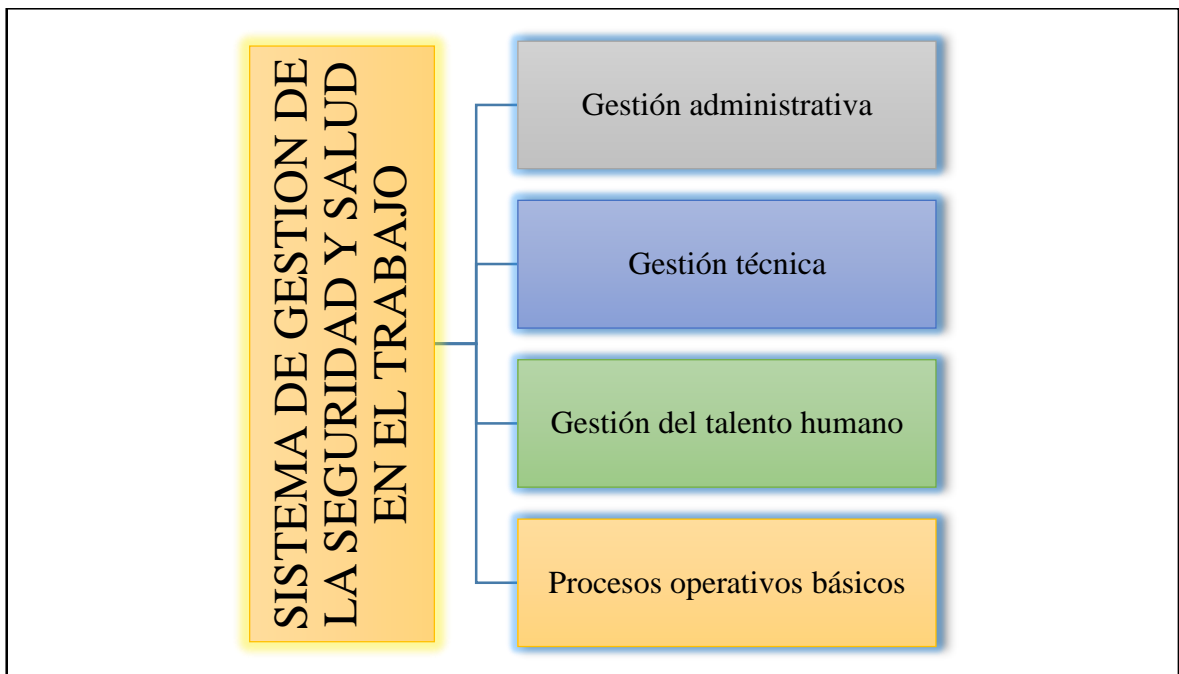 SISTEMA DE GESTION DE
LA SEGURIDAD Y SALUD
EN EL TRABAJO
Gestión administrativa
Gestión técnica
Gestión del talento humano
Procesos operativos básicos